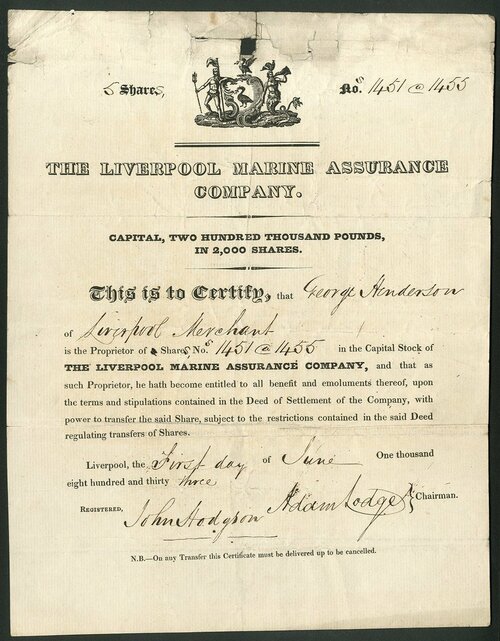 5 Shares,
Nos. 1451 @ 1455
THE LIVERPOOL MARINE ASSURANCE
COMPANY.
CAPITAL, TWO HUNDRED THOUSAND POUNDS,
IN 2,000 SHARES.
This is to Certify, that George Henderson
of Liverpool Merchant
is the Proprietor of a Shares, Nos. 1451 @ 1455 in the Capital Stock of
THE LIVERPOOL MARINE ASSURANCE COMPANY, and that as
such Proprietor, he hath become entitled to all benefit and emoluments thereof, upon
the terms and stipulations contained in the Deed of Settlement of the Company, with
power to transfer the said Share, subject to the restrictions contained in the said Deed
regulating transfers of Shares.
Liverpool, the First day of June One thousand
eight hundred and thirty three
REGISTERED, John Hodgson Adam Lodge Chairman.
N.B.—On any Transfer this Certificate must be delivered up to be cancelled.